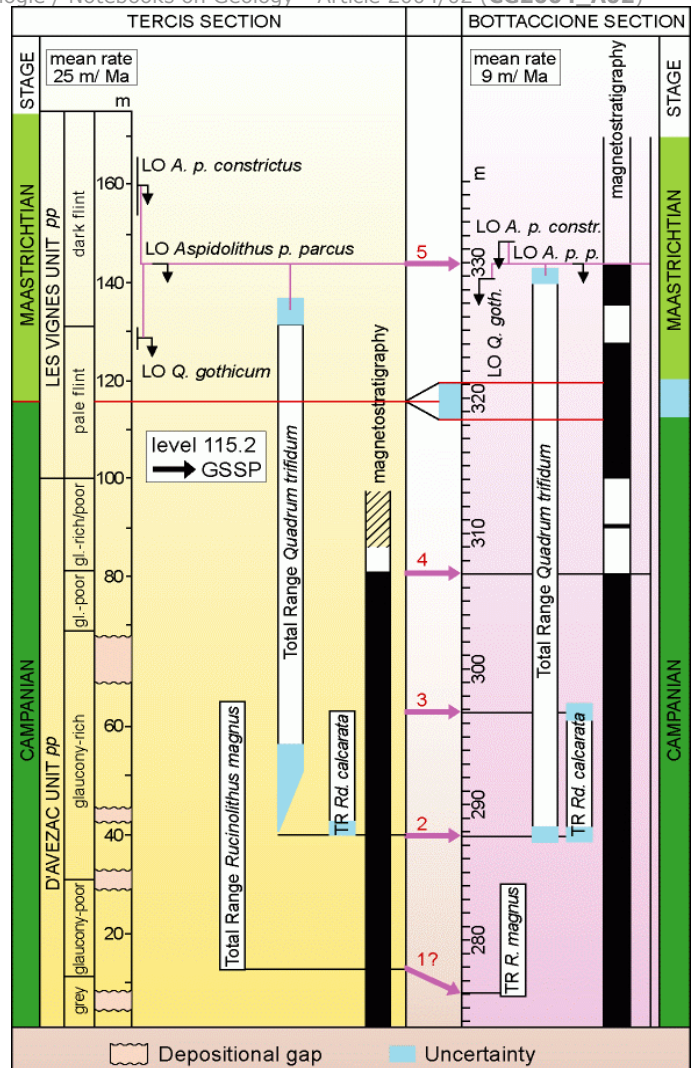 TERCIS SECTION
BOTTACCIONE SECTION
STAGE
mean rate
25 m/ Ma
m
mean rate
9 m/ Ma
magnetostratigraphy
STAGE
MAASTRICHTIAN
CAMPANIAN
LES VIGNES UNIT pp
D'AVEZAC UNIT pp
dark flint
pale flint
gl.-rich/poor
gl.-poor
glaucony-rich
glaucony-poor
grey
160
140
120
100
80
60
40
20
10
LO A. p. constrictus
LO Aspidolithus p. parcus
LO Q. gothicum
level 115.2
GSSP
Total Range Quadrum trifidum
Total Range Rucinolithus magnus
TR Rd. calcarata
magnetostratigraphy
5
4
3
2
1?
m
330
320
310
300
290
280
LO A. p. constr.
LO A. p. p.
LO Q. goth.
Total Range Quadrum trifidum
TR Rd. calcarata
TR R. magnus
MAASTRICHTIAN
CAMPANIAN
Depositional gap
Uncertainty